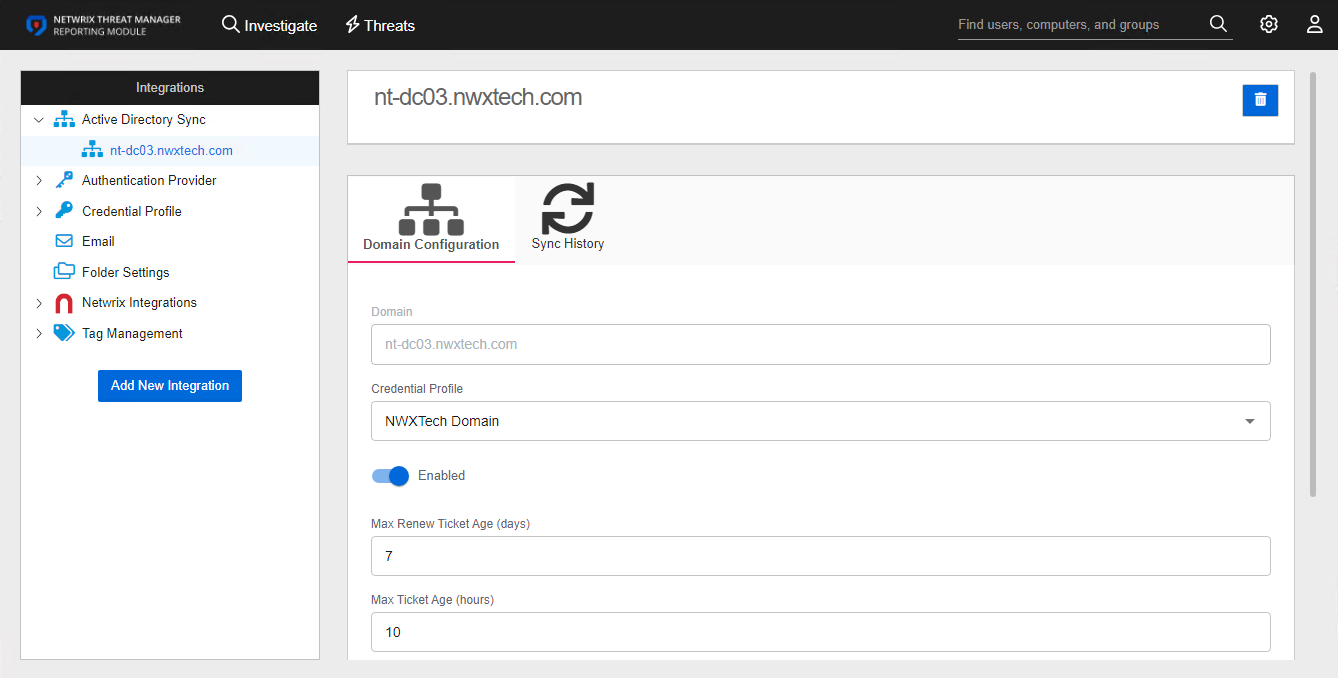 NETWRIX THREAT MANAGER
REPORTING MODULE
Investigate
Threats
Find users, computers, and groups
Integrations
Active Directory Sync
nt-dc03.nwxtech.com
Authentication Provider
Credential Profile
Email
Folder Settings
Netwrix Integrations
Tag Management
Add New Integration
nt-dc03.nwxtech.com
Domain Configuration
Sync History
Domain
nt-dc03.nwxtech.com
Credential Profile
NWXTech Domain
Enabled
Max Renew Ticket Age (days)
7
Max Ticket Age (hours)
10